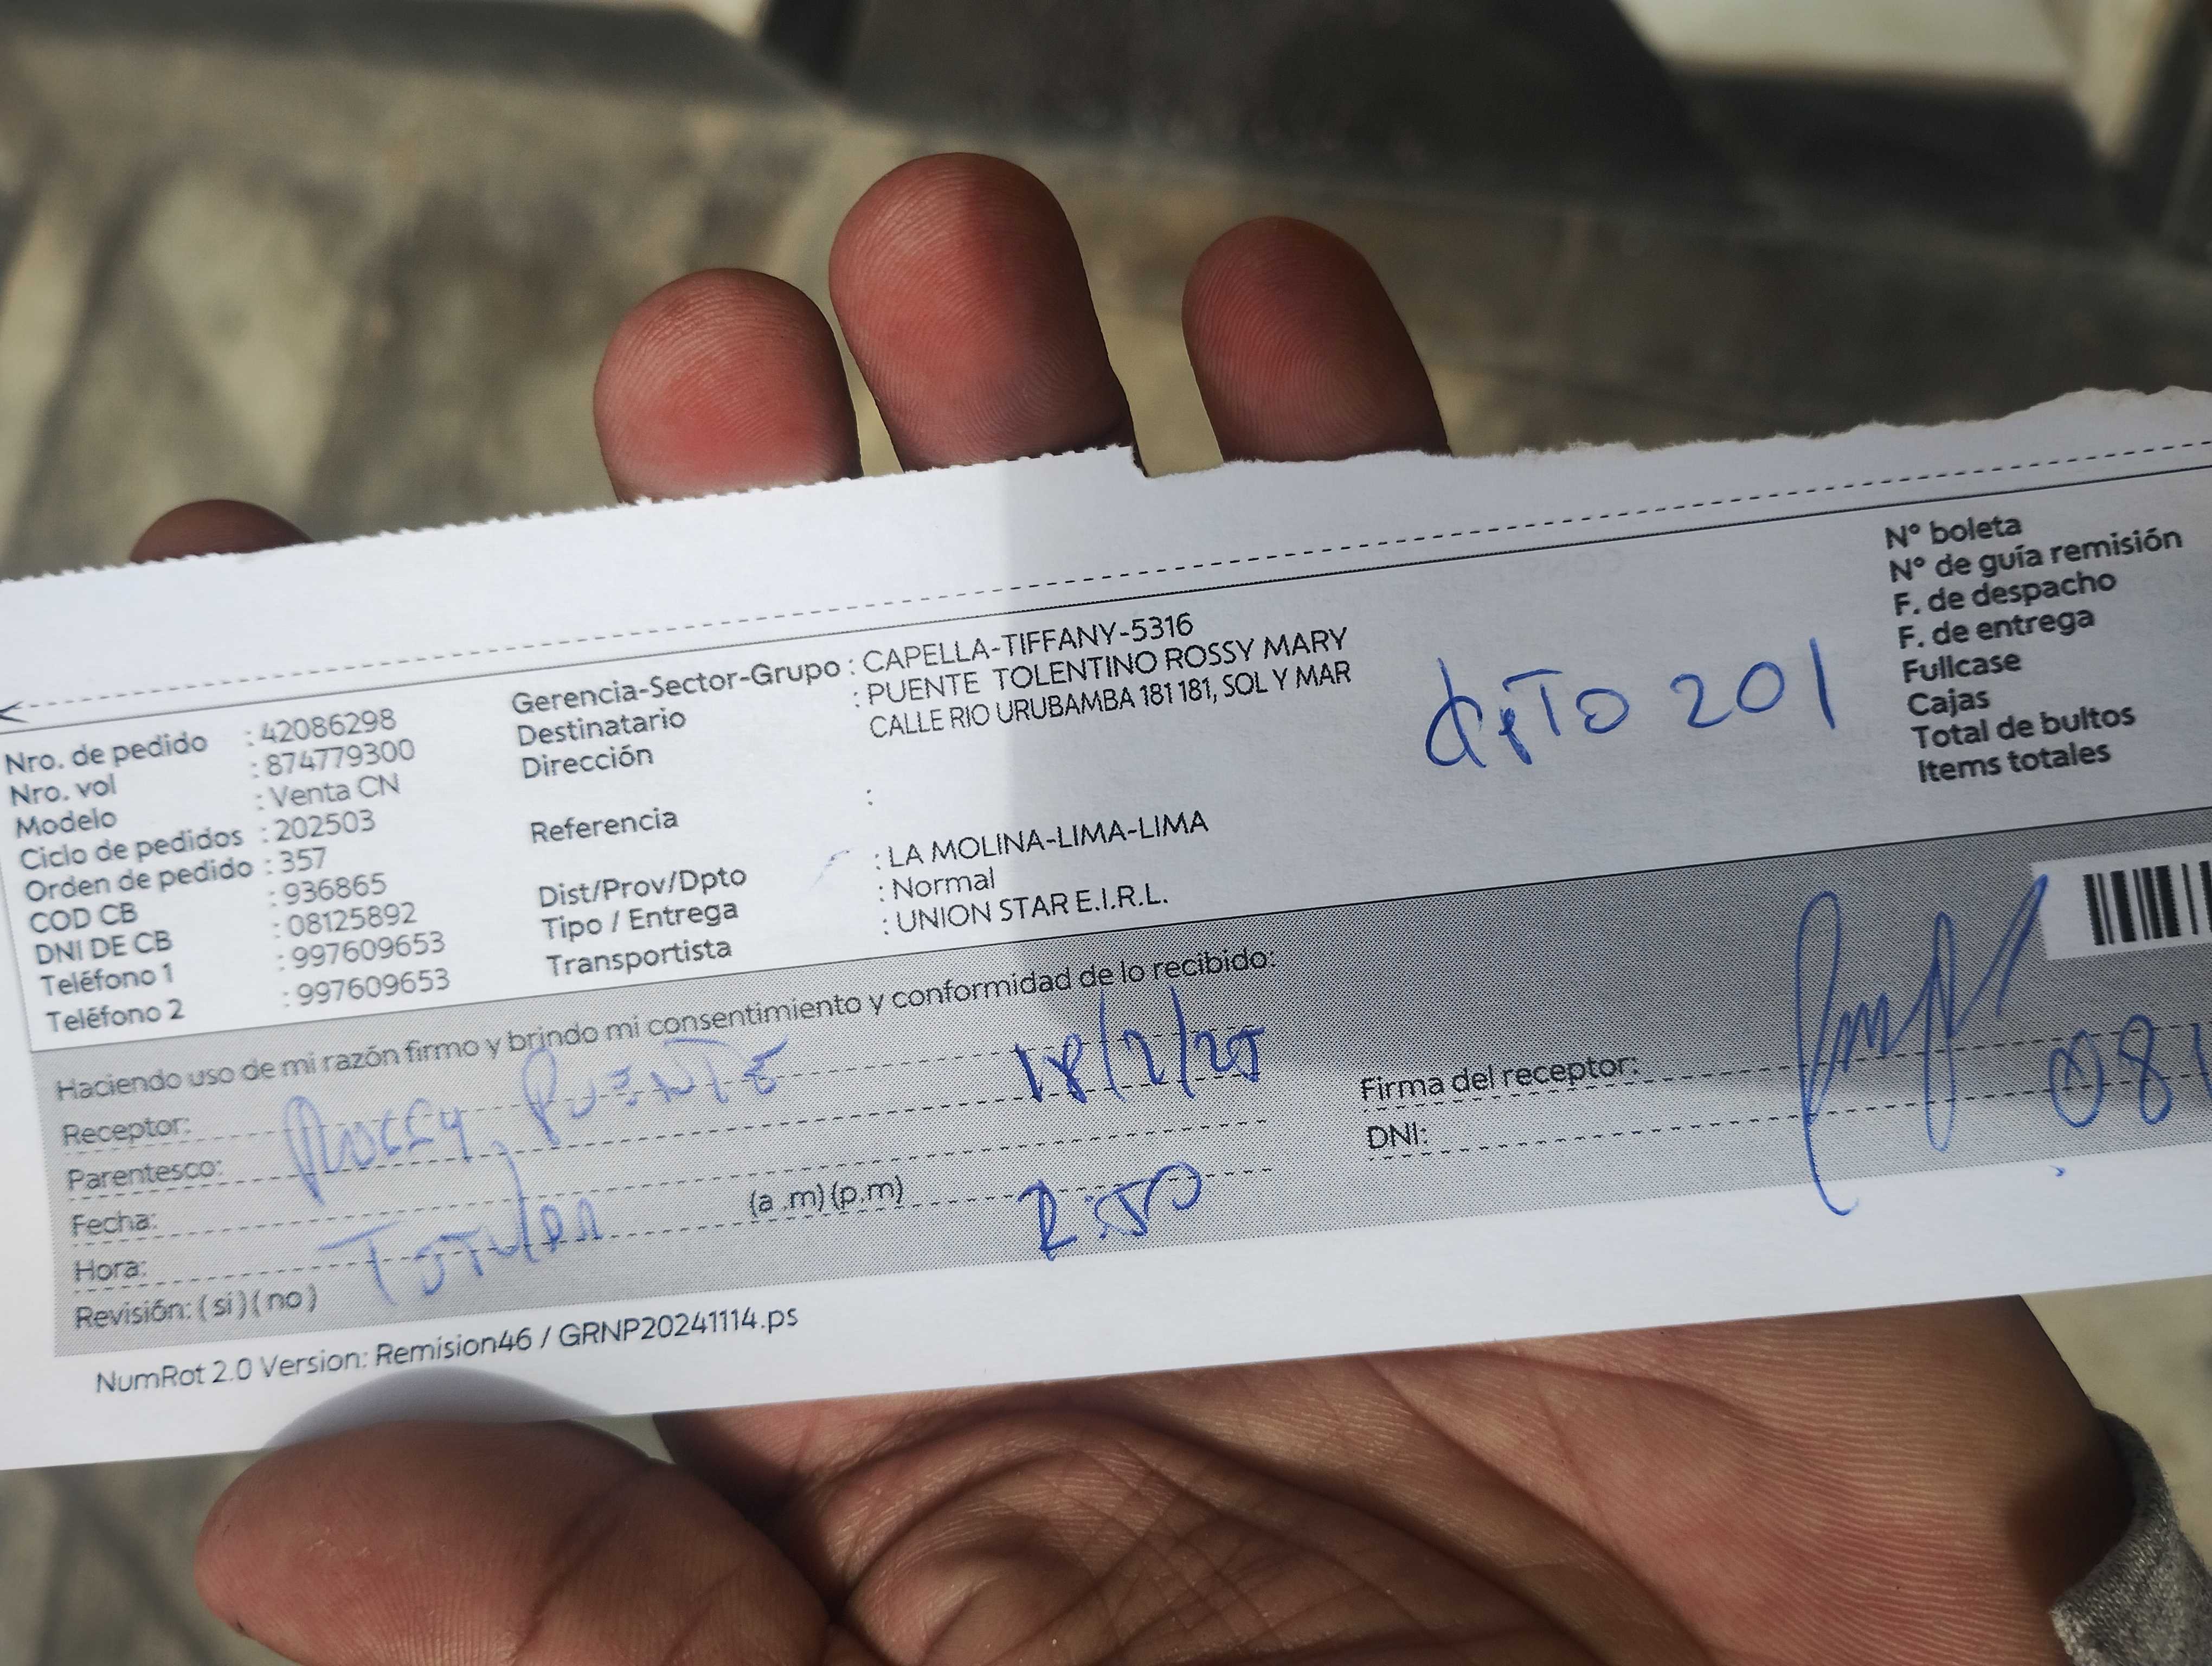 Nro. de pedido : 42086298
Nro. vol : 874779300
Modelo : Venta CN
Ciclo de pedidos : 202503
Orden de pedido : 357
COD CB : 936865
DNI DE CB : 08125892
Teléfono 1 : 997609653
Teléfono 2 : 997609653
Gerencia-Sector-Grupo : CAPELLA-TIFFANY-5316
Destinatario : PUENTE TOLENTINO ROSSY MARY
Dirección CALLE RIO URUBAMBA 181 181, SOL Y MAR
Referencia :
Dist/Prov/Dpto : LA MOLINA-LIMA-LIMA
Tipo / Entrega : Normal
Transportista : UNION STAR E.I.R.L.
dpTO 201
N° boleta
N° de guía remisión
F. de despacho
F. de entrega
Fullcase
Cajas
Total de bultos
Items totales
Haciendo uso de mi razón firmo y brindo mi consentimiento y conformidad de lo recibido:
Receptor: ROSSY PUENTE
Parentesco: 18/2/25
Fecha:
Hora: (a .m) (p.m) 2:50
Revisión: ( si ) ( no )
Firma del receptor:
DNI: 081
NumRot 2.0 Version: Remision46 / GRNP20241114.ps